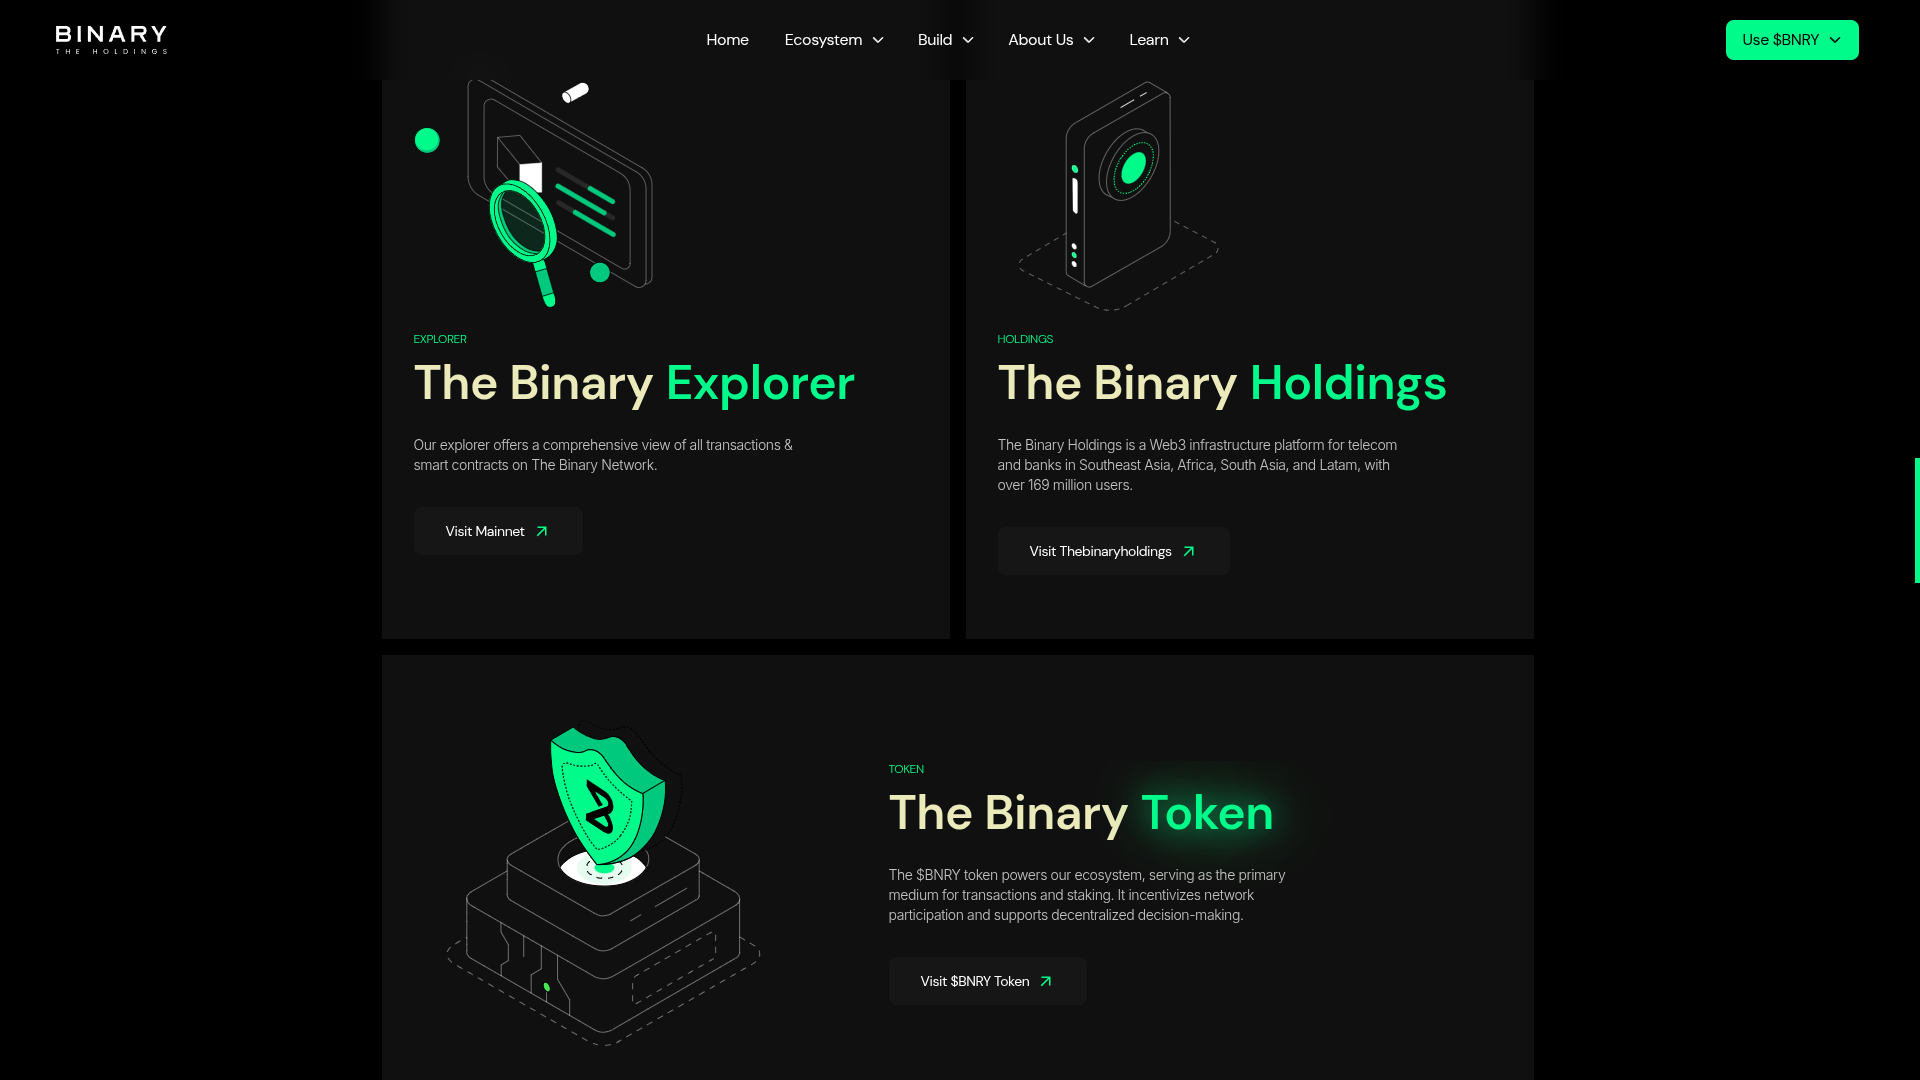 BINARY
THE HOLDINGS
Home
Ecosystem
Build
About Us
Learn
Use $BNRY
EXPLORER
The Binary Explorer
Our explorer offers a comprehensive view of all transactions &
smart contracts on The Binary Network.
Visit Mainnet
HOLDINGS
The Binary Holdings
The Binary Holdings is a Web3 infrastructure platform for telecom
and banks in Southeast Asia, Africa, South Asia, and Latam, with
over 169 million users.
Visit Thebinaryholdings
TOKEN
The Binary Token
The $BNRY token powers our ecosystem, serving as the primary
medium for transactions and staking. It incentivizes network
participation and supports decentralized decision-making.
Visit $BNRY Token